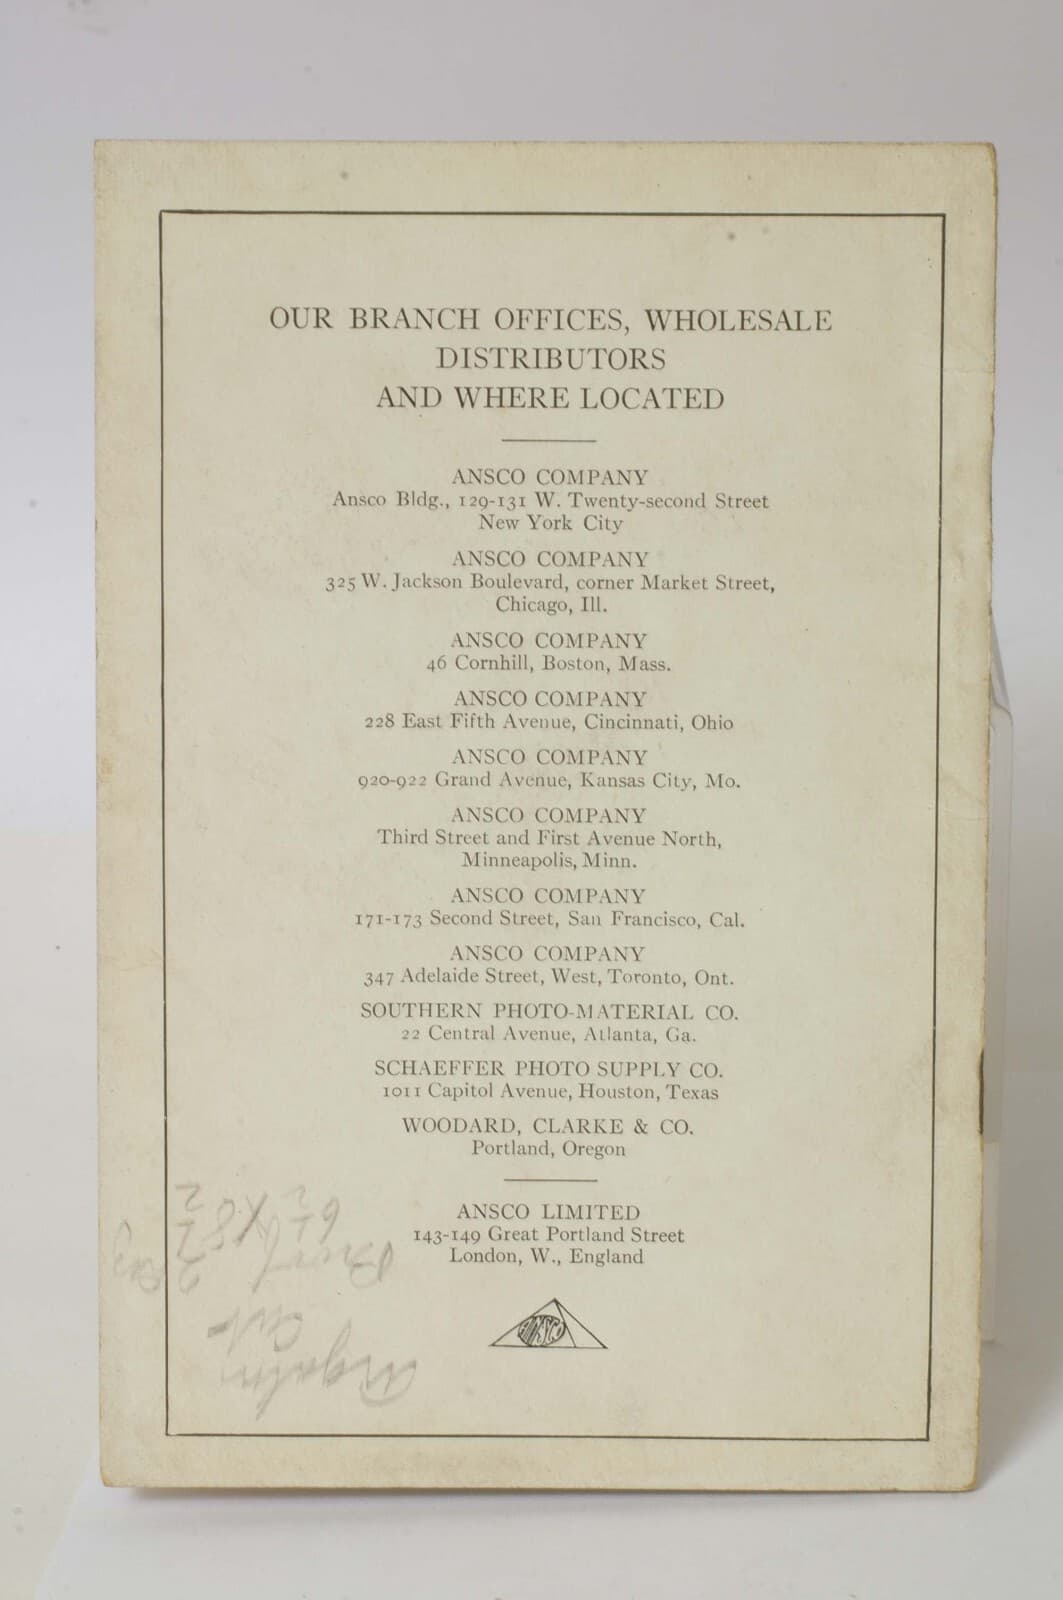 OUR BRANCH OFFICES, WHOLESALE
DISTRIBUTORS
AND WHERE LOCATED
ANSCO COMPANY
Ansco Bldg., 129-131 W. Twenty-second Street
New York City
ANSCO COMPANY
325 W. Jackson Boulevard, corner Market Street,
Chicago, Ill.
ANSCO COMPANY
46 Cornhill, Boston, Mass.
ANSCO COMPANY
228 East Fifth Avenue, Cincinnati, Ohio
ANSCO COMPANY
920-922 Grand Avenue, Kansas City, Mo.
ANSCO COMPANY
Third Street and First Avenue North,
Minneapolis, Minn.
ANSCO COMPANY
171-173 Second Street, San Francisco, Cal.
ANSCO COMPANY
347 Adelaide Street, West, Toronto, Ont.
SOUTHERN PHOTO-MATERIAL CO.
22 Central Avenue, Atlanta, Ga.
SCHAEFFER PHOTO SUPPLY CO.
1011 Capitol Avenue, Houston, Texas
WOODARD, CLARKE & CO.
Portland, Oregon
ANSCO LIMITED
143-149 Great Portland Street
London, W., England
ANSCO